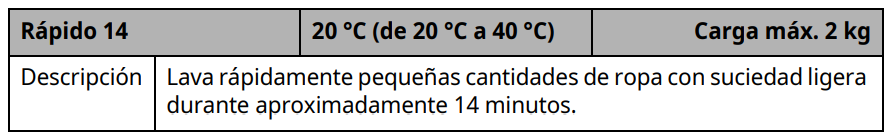 Rápido 14 20 °C (de 20 °C a 40 °C) Carga máx. 2 kg
Descripción Lava rápidamente pequeñas cantidades de ropa con suciedad ligera
durante aproximadamente 14 minutos.